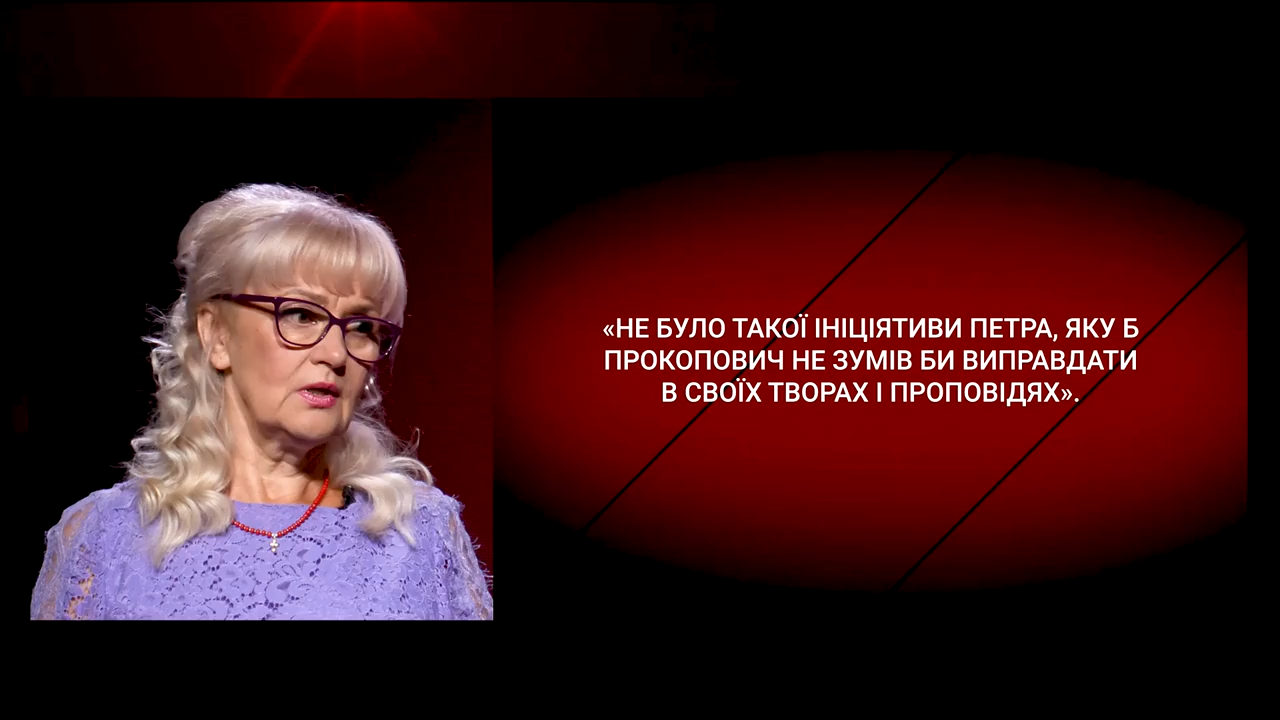 «НЕ БУЛО ТАКОЇ ІНІЦІЯТИВИ ПЕТРА, ЯКУ Б
ПРОКОПОВИЧ НЕ ЗУМІВ БИ ВИПРАВДАТИ
В СВОЇХ ТВОРАХ І ПРОПОВІДЯХ».